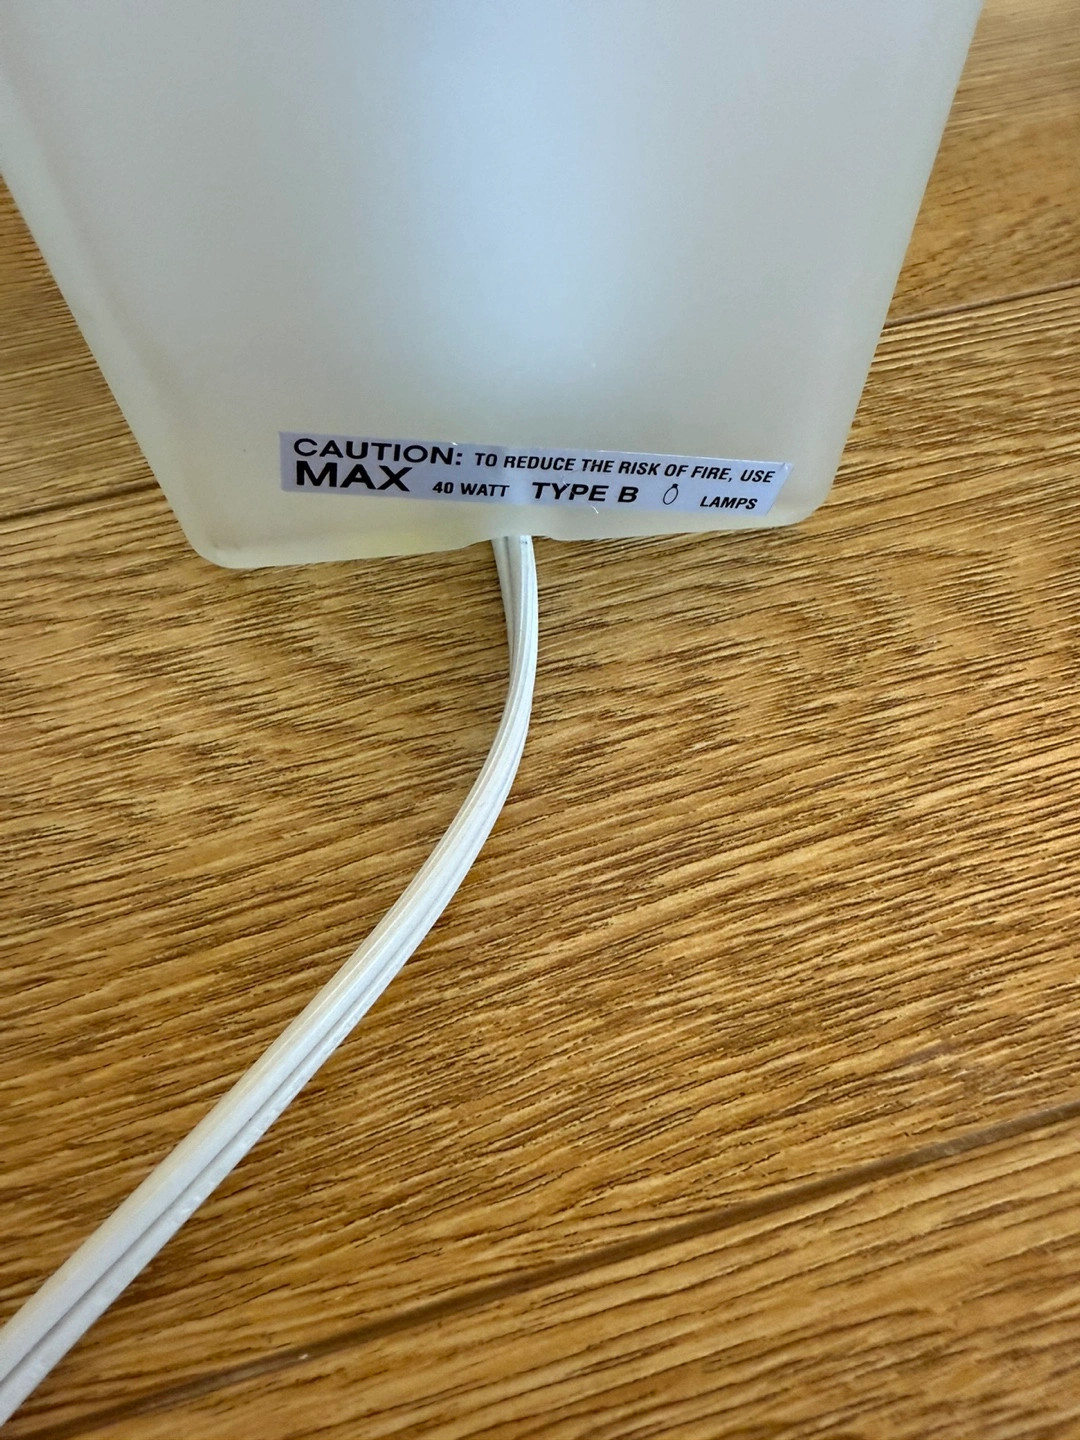 CAUTION: TO REDUCE THE RISK OF FIRE, USE
MAX 40 WATT TYPE B LAMPS